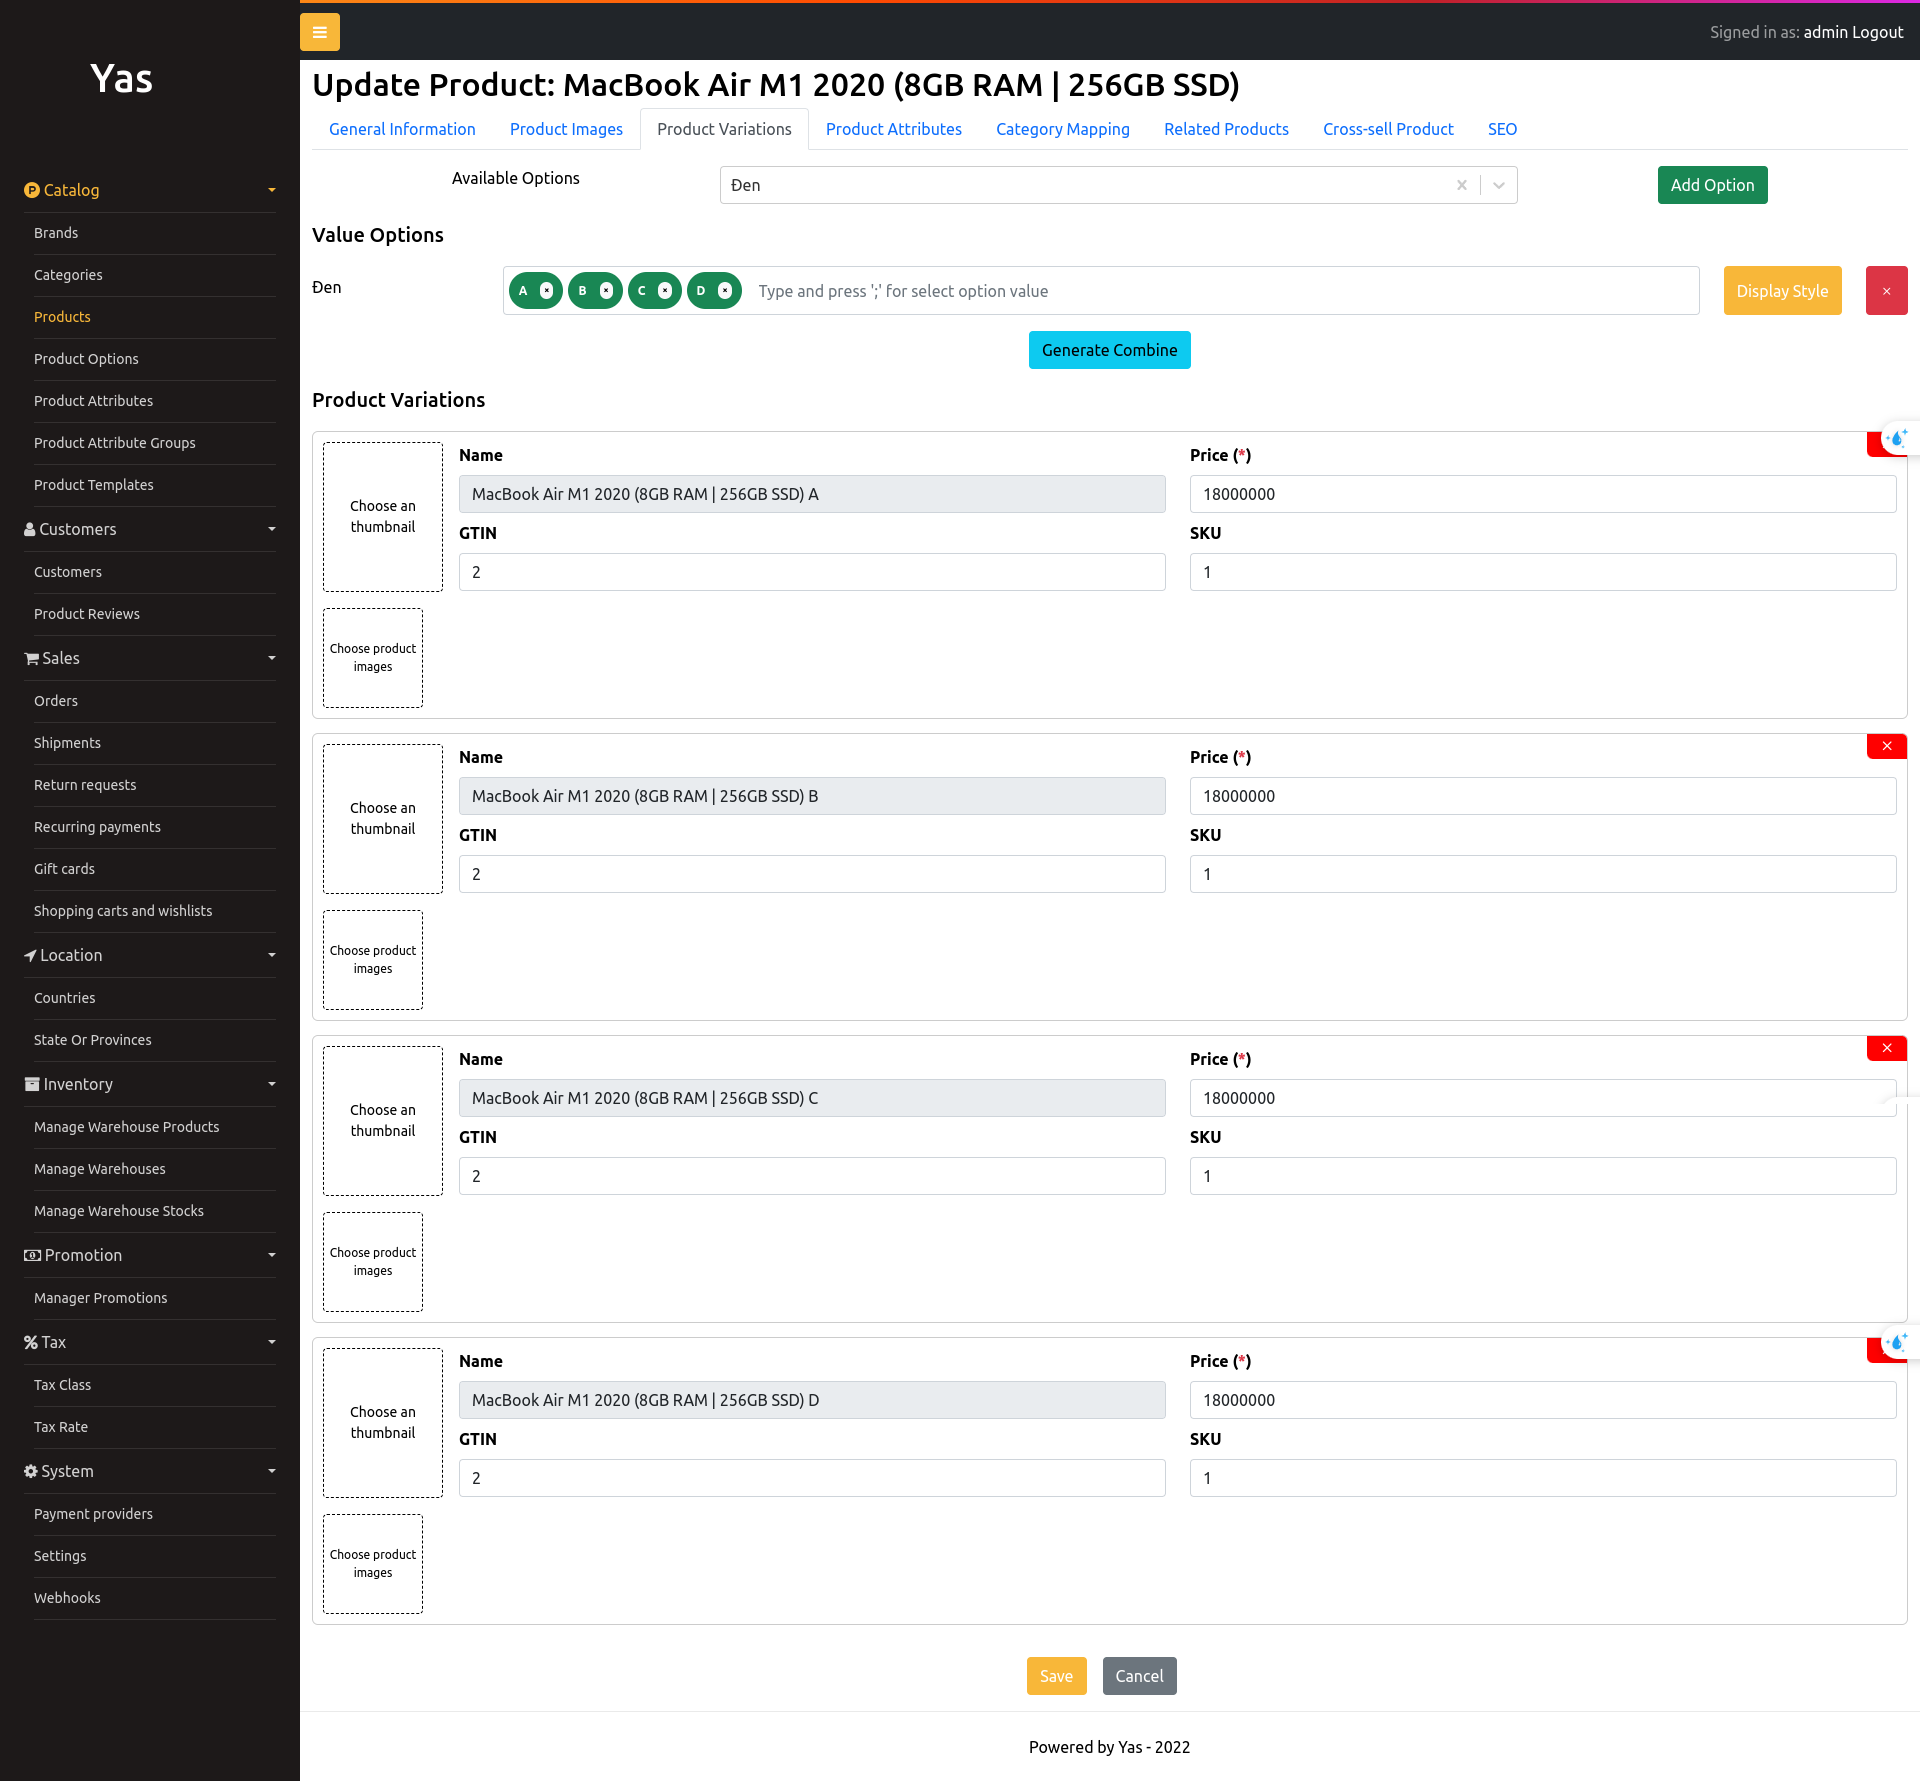 Yas
Catalog
Brands
Categories
Products
Product Options
Product Attributes
Product Attribute Groups
Product Templates
Customers
Customers
Product Reviews
Sales
Orders
Shipments
Return requests
Recurring payments
Gift cards
Shopping carts and wishlists
Location
Countries
State Or Provinces
Inventory
Manage Warehouse Products
Manage Warehouses
Manage Warehouse Stocks
Promotion
Manager Promotions
Tax
Tax Class
Tax Rate
System
Payment providers
Settings
Webhooks
Signed in as: admin Logout
Update Product: MacBook Air M1 2020 (8GB RAM | 256GB SSD)
General Information Product Images Product Variations Product Attributes Category Mapping Related Products Cross-sell Product SEO
Available Options Đen Add Option
Value Options
Đen A B C D Type and press ';' for select option value Display Style
Generate Combine
Product Variations
Choose an
thumbnail
Name Price (*)
MacBook Air M1 2020 (8GB RAM | 256GB SSD) A 18000000
GTIN SKU
2 1
Choose product
images
Choose an
thumbnail
Name Price (*)
MacBook Air M1 2020 (8GB RAM | 256GB SSD) B 18000000
GTIN SKU
2 1
Choose product
images
Choose an
thumbnail
Name Price (*)
MacBook Air M1 2020 (8GB RAM | 256GB SSD) C 18000000
GTIN SKU
2 1
Choose product
images
Choose an
thumbnail
Name Price (*)
MacBook Air M1 2020 (8GB RAM | 256GB SSD) D 18000000
GTIN SKU
2 1
Choose product
images
Save Cancel
Powered by Yas - 2022